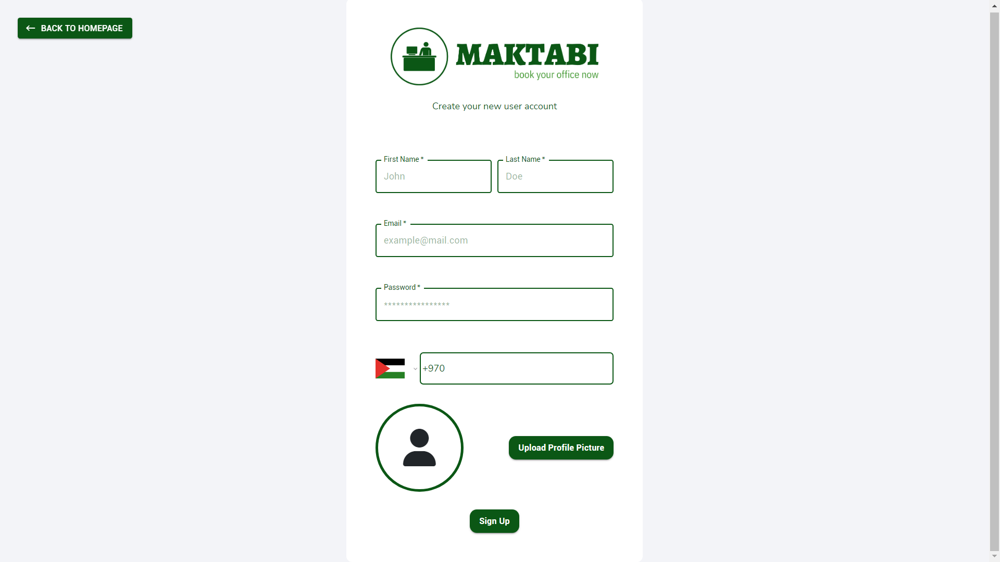 BACK TO HOMEPAGE
MAKTABI
book your office now
Create your new user account
First Name *
John
Last Name *
Doe
Email *
example@mail.com
Password *
****************
+970
Upload Profile Picture
Sign Up